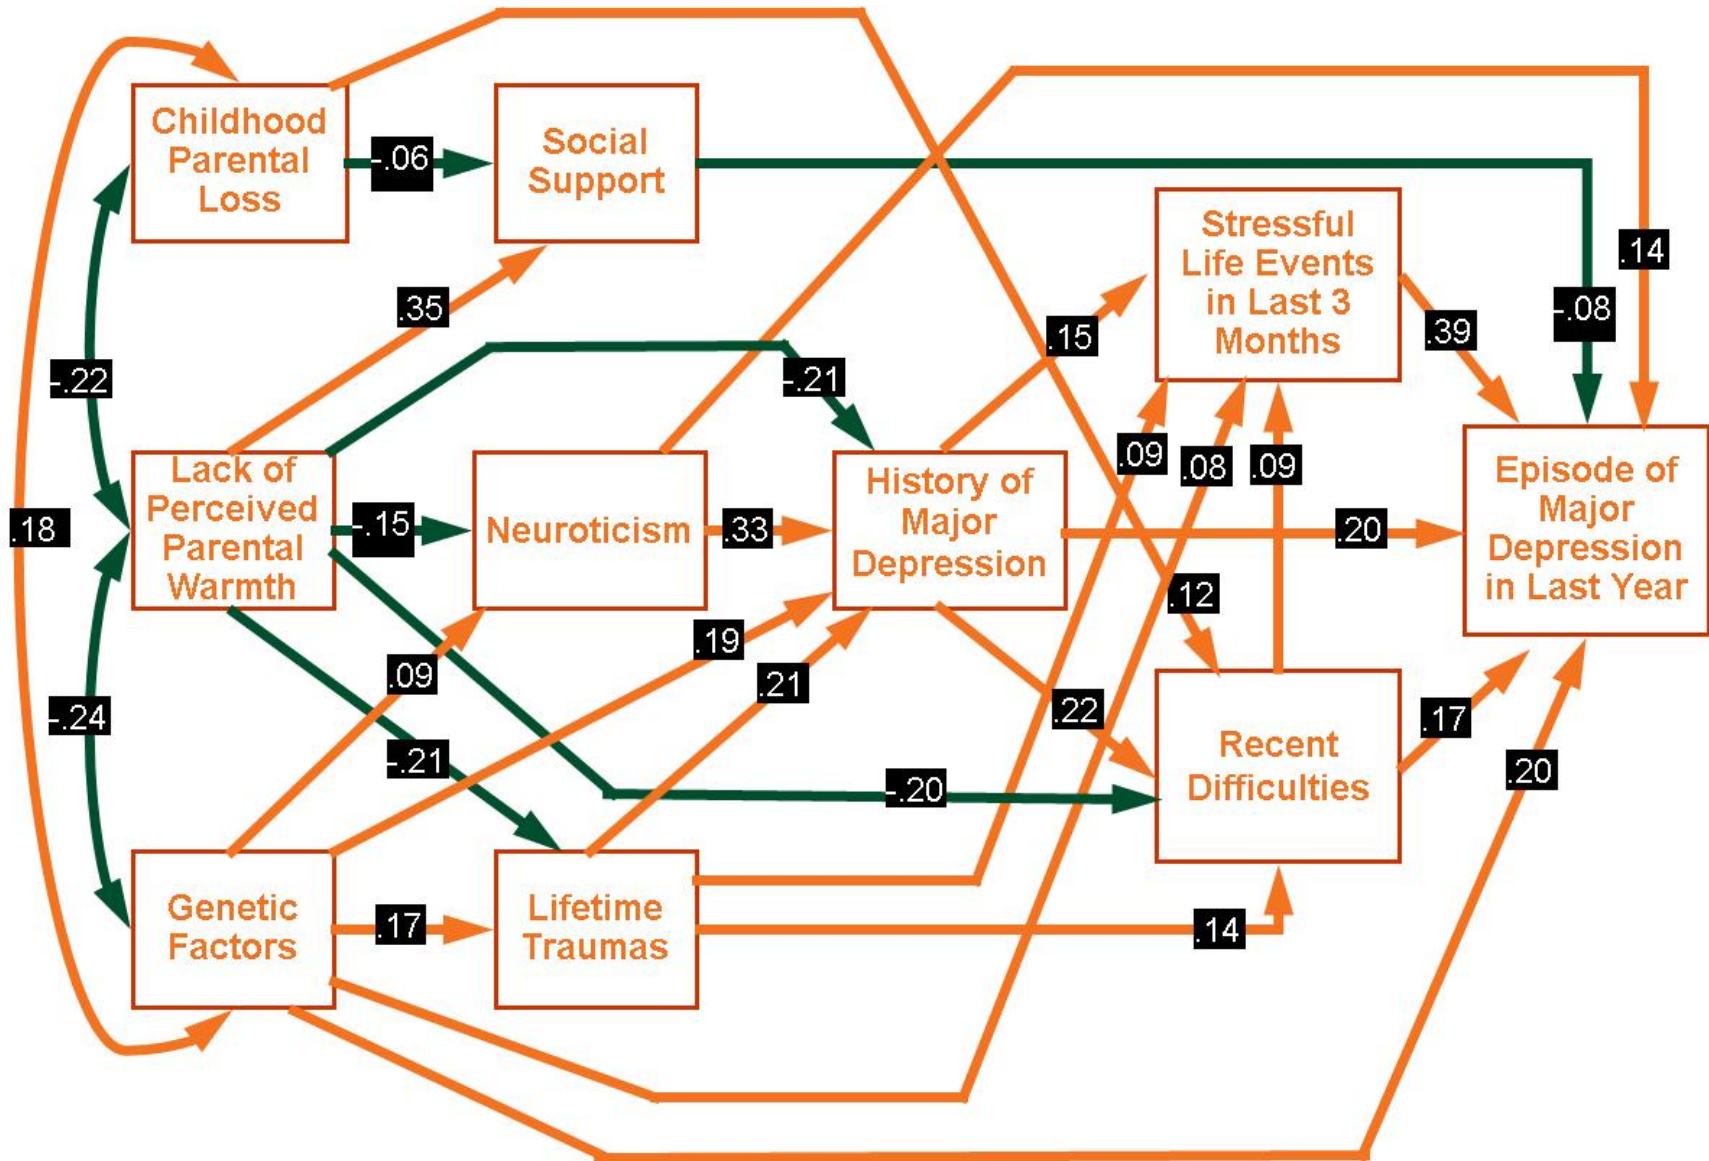 Childhood
Parental
Loss
-.06
Social
Support
Stressful
Life Events
in Last 3
Months
.14
-.08
.35
.15
.39
-.22
-.21
.09
.08
.09
.18
Lack of
Perceived
Parental
Warmth
-.15
Neuroticism
.33
History of
Major
Depression
.20
Episode of
Major
Depression
in Last Year
.12
.19
.09
.21
.22
.17
-.24
-.21
-.20
Recent
Difficulties
.20
Genetic
Factors
.17
Lifetime
Traumas
.14